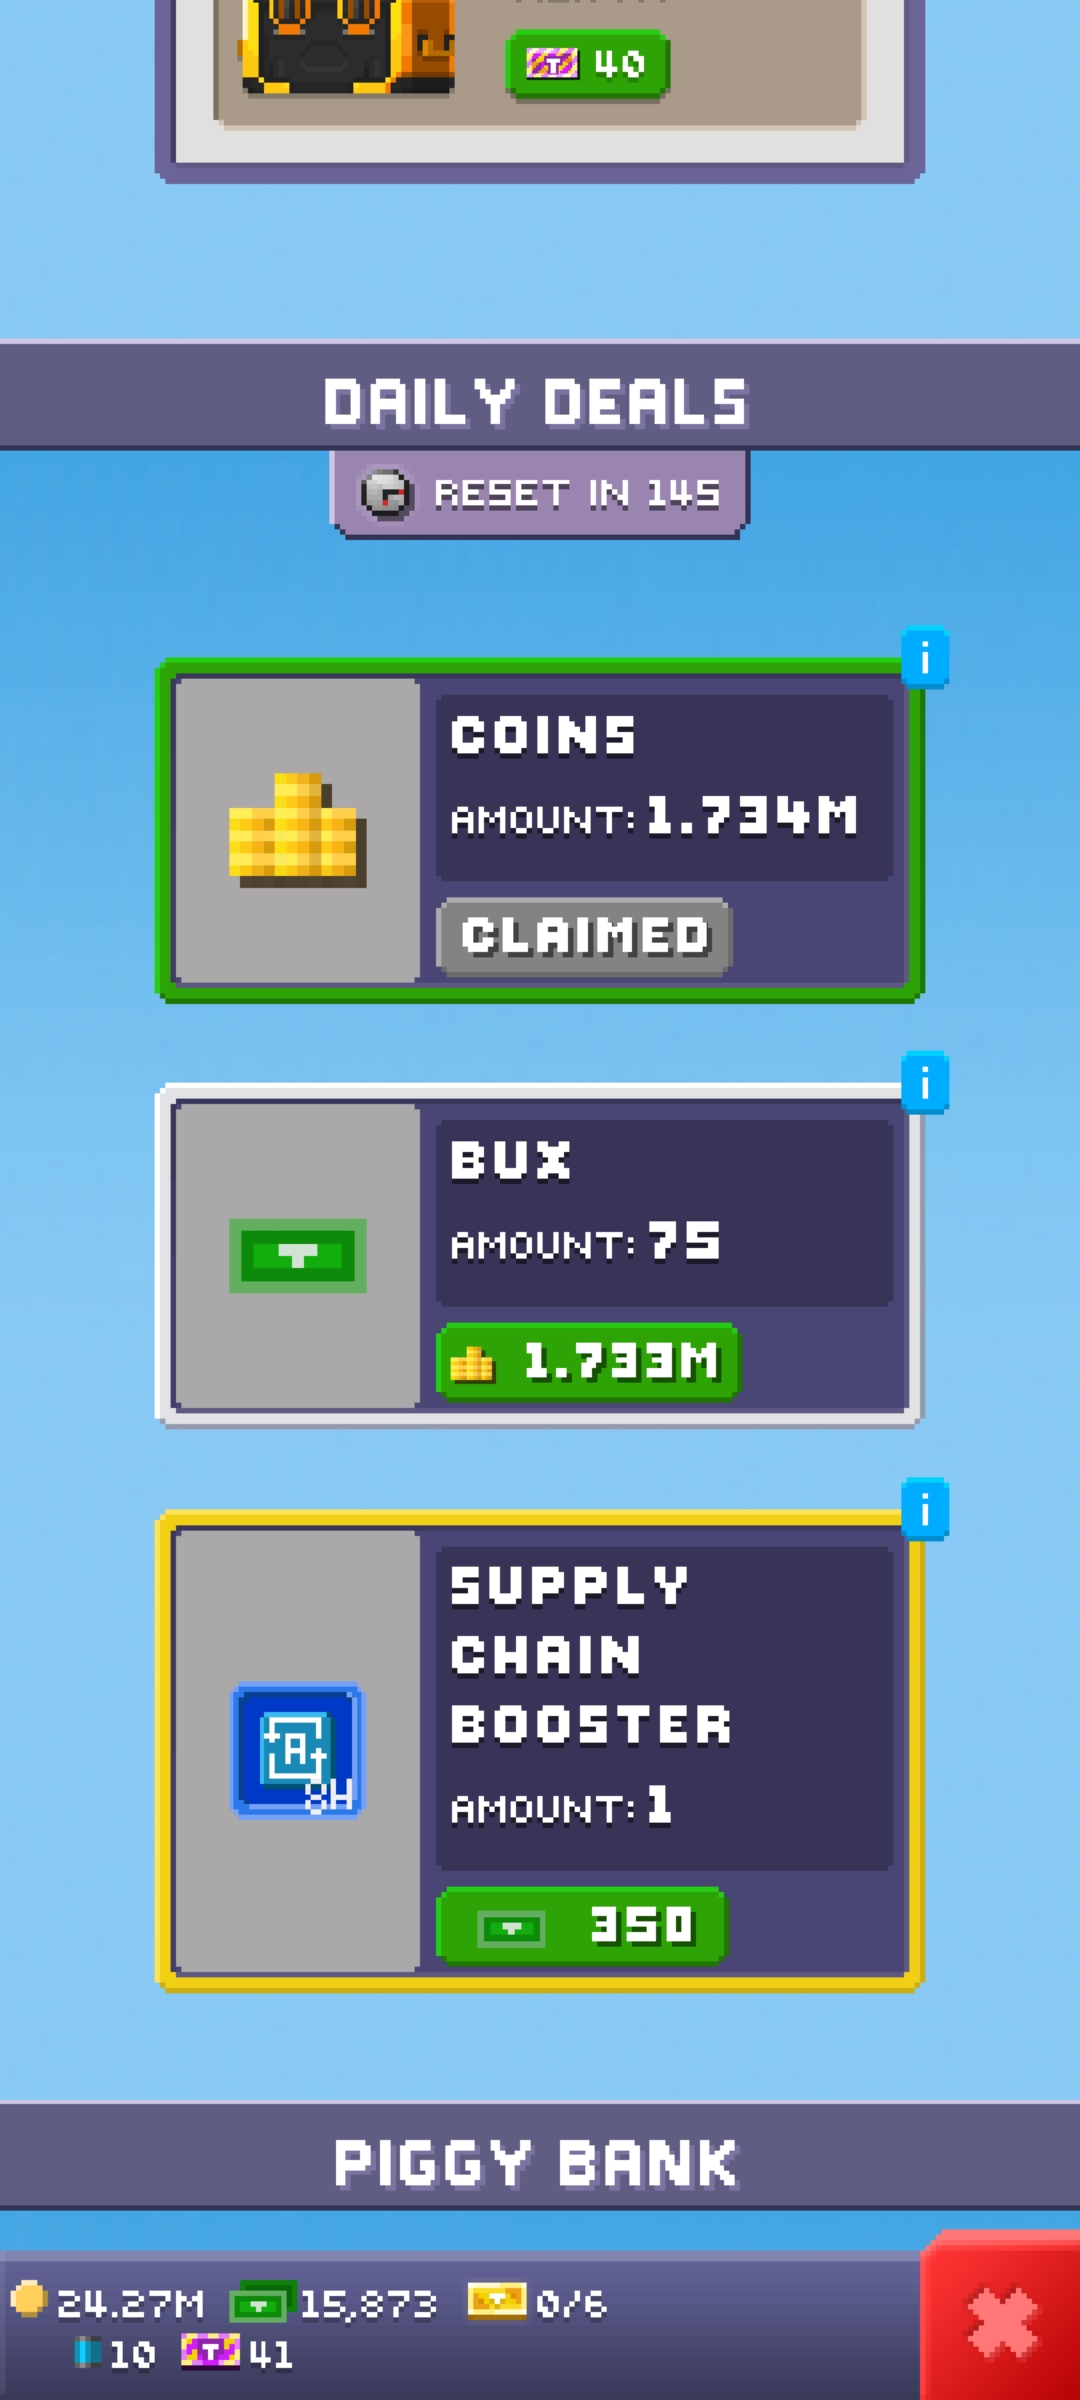 40
DAILY DEALS
RESET IN 14S
i
COINS
AMOUNT: 1.734M
CLAIMED
i
BUX
AMOUNT: 75
1.733M
i
SUPPLY
CHAIN
BOOSTER
AMOUNT: 1
A
8H
350
PIGGY BANK
24.27M 15,873 0/6
10 T 41